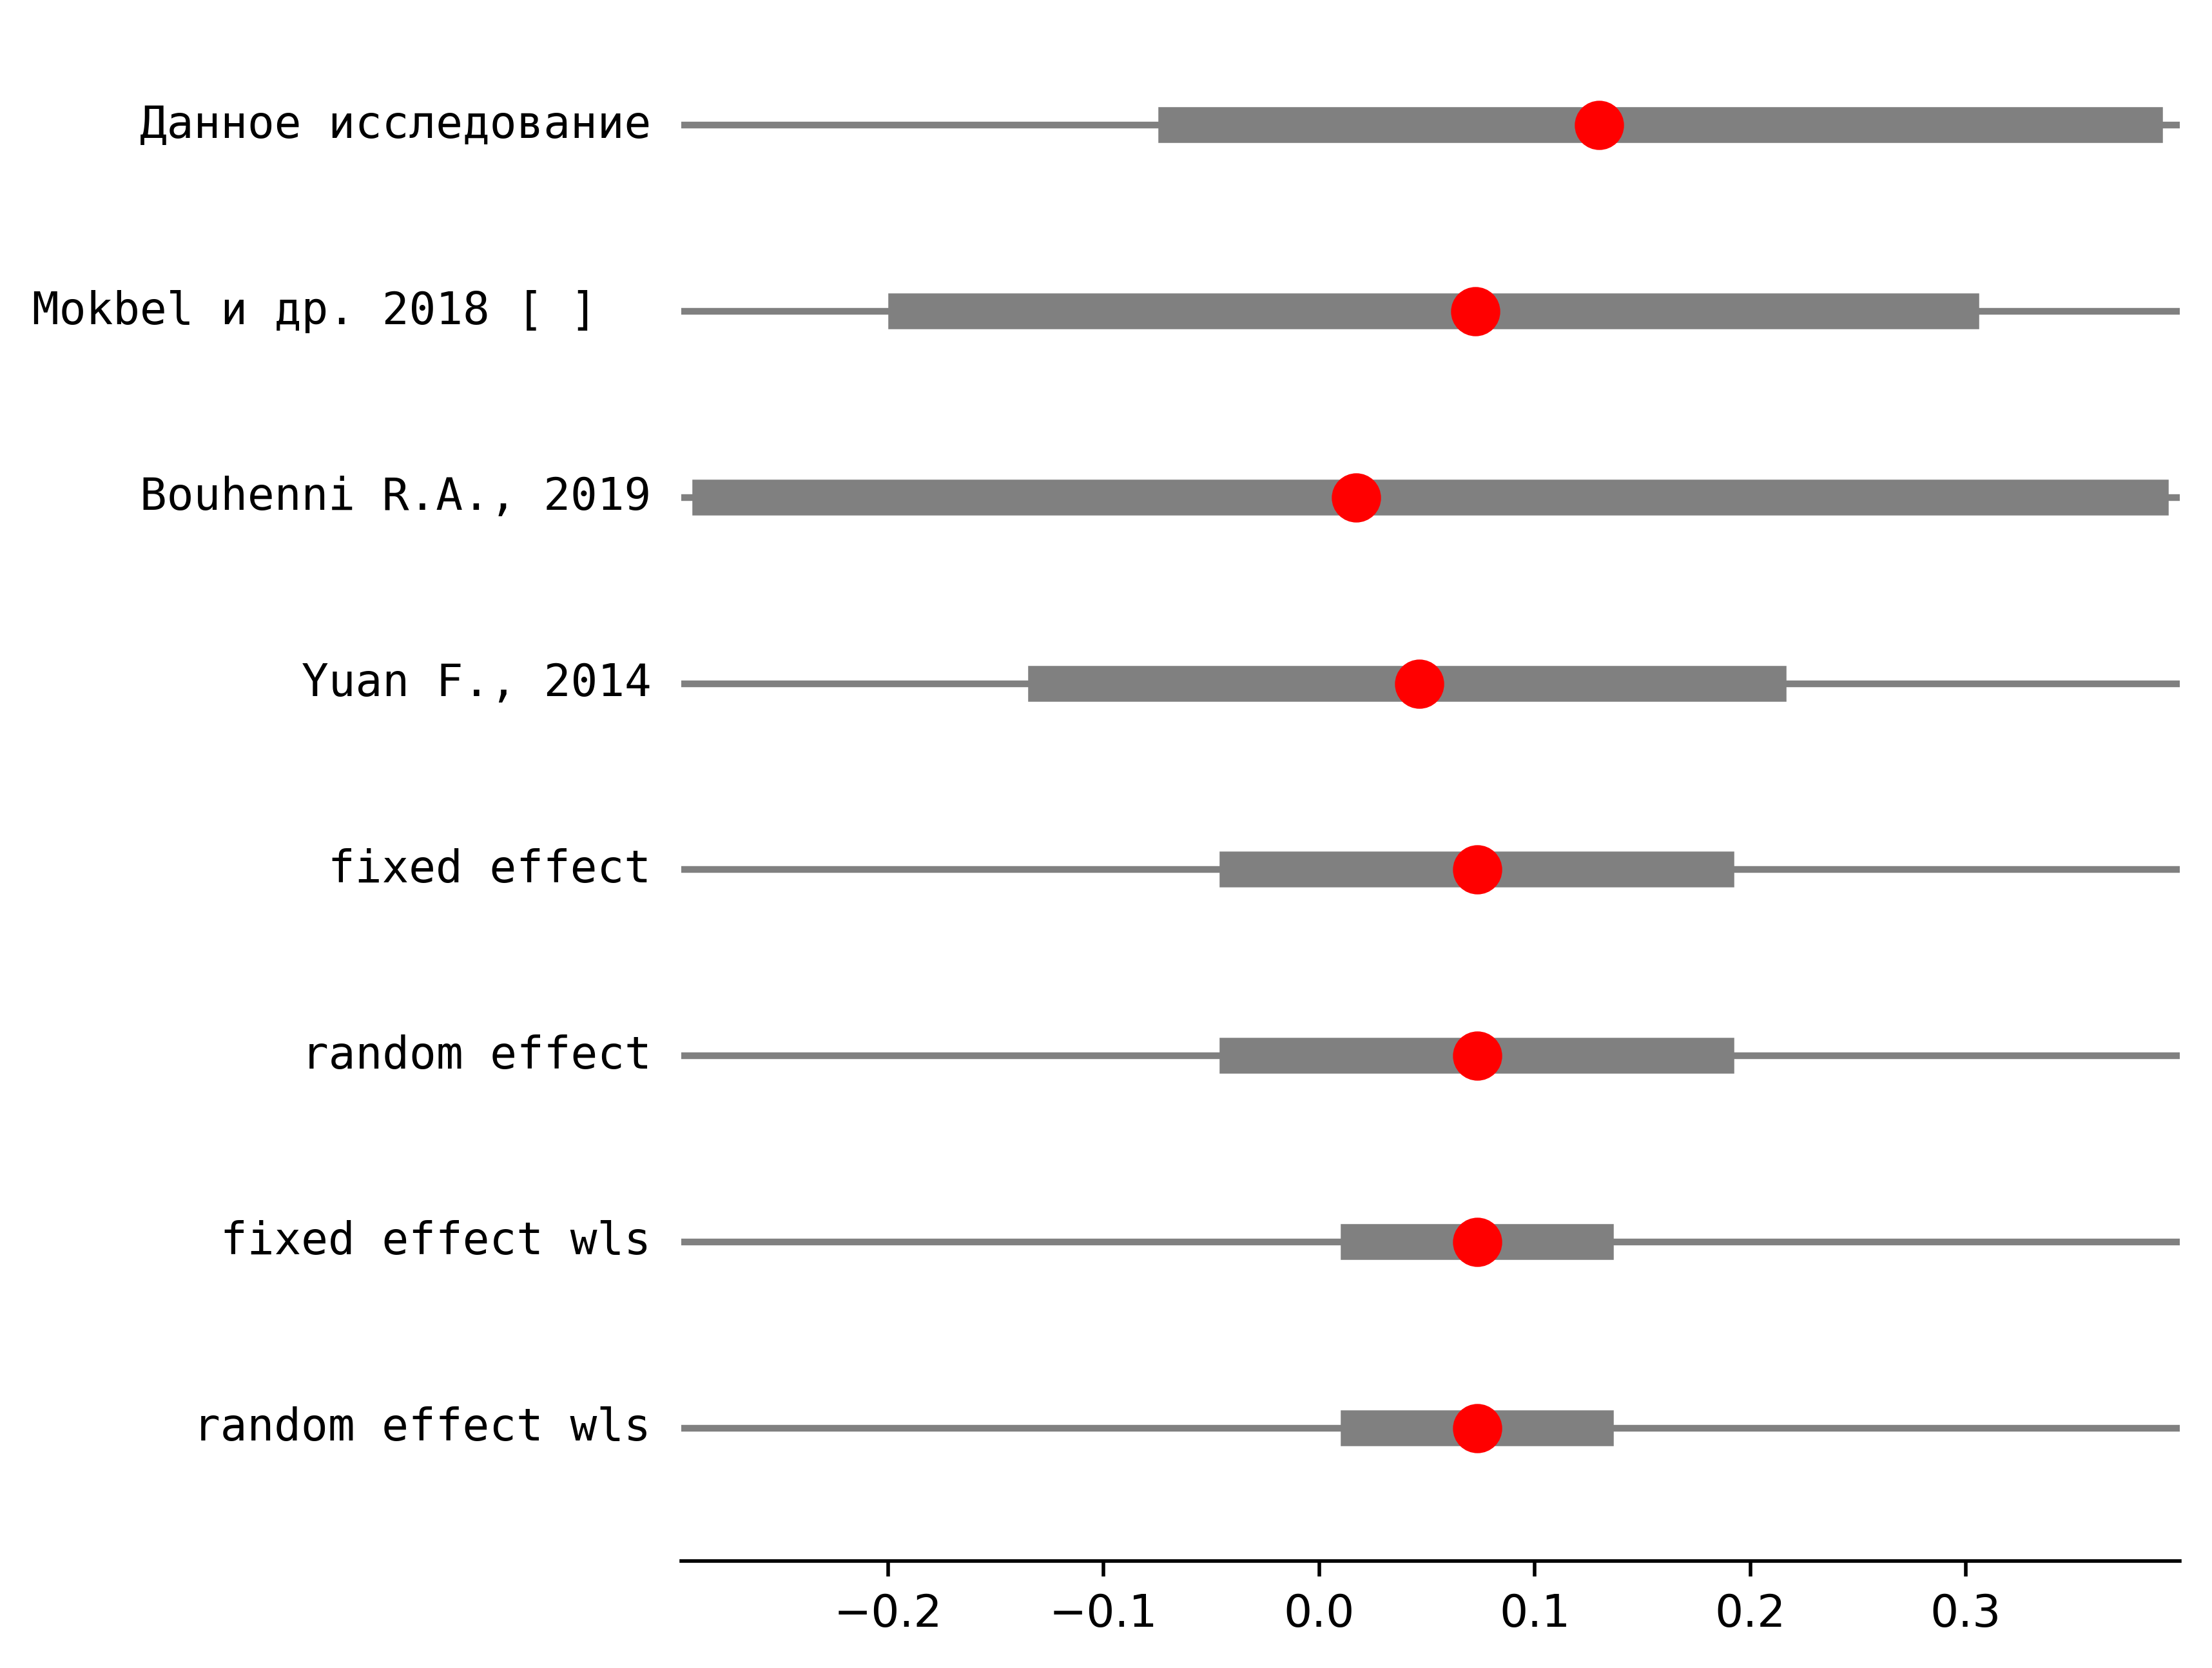 Данное исследование
Mokbel и др. 2018 [ ]
Bouhenni R.A., 2019
Yuan F., 2014
fixed effect
random effect
fixed effect wls
random effect wls
−0.2 −0.1 0.0 0.1 0.2 0.3